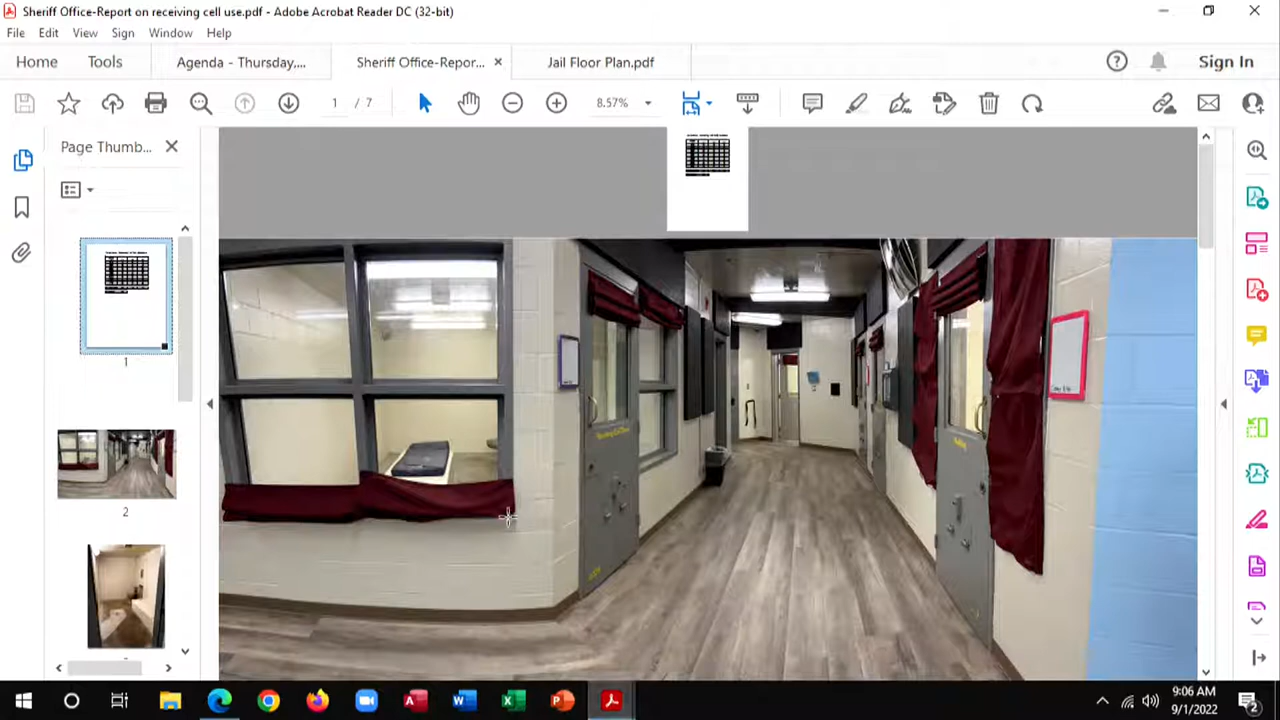 Sheriff Office-Report on receiving cell use.pdf - Adobe Acrobat Reader DC (32-bit)
File Edit View Sign Window Help
Home Tools Agenda - Thursday,... Sheriff Office-Repor... Jail Floor Plan.pdf Sign In
1 / 7 8.57%
Page Thumb...
1
2
9:06 AM
9/1/2022
2